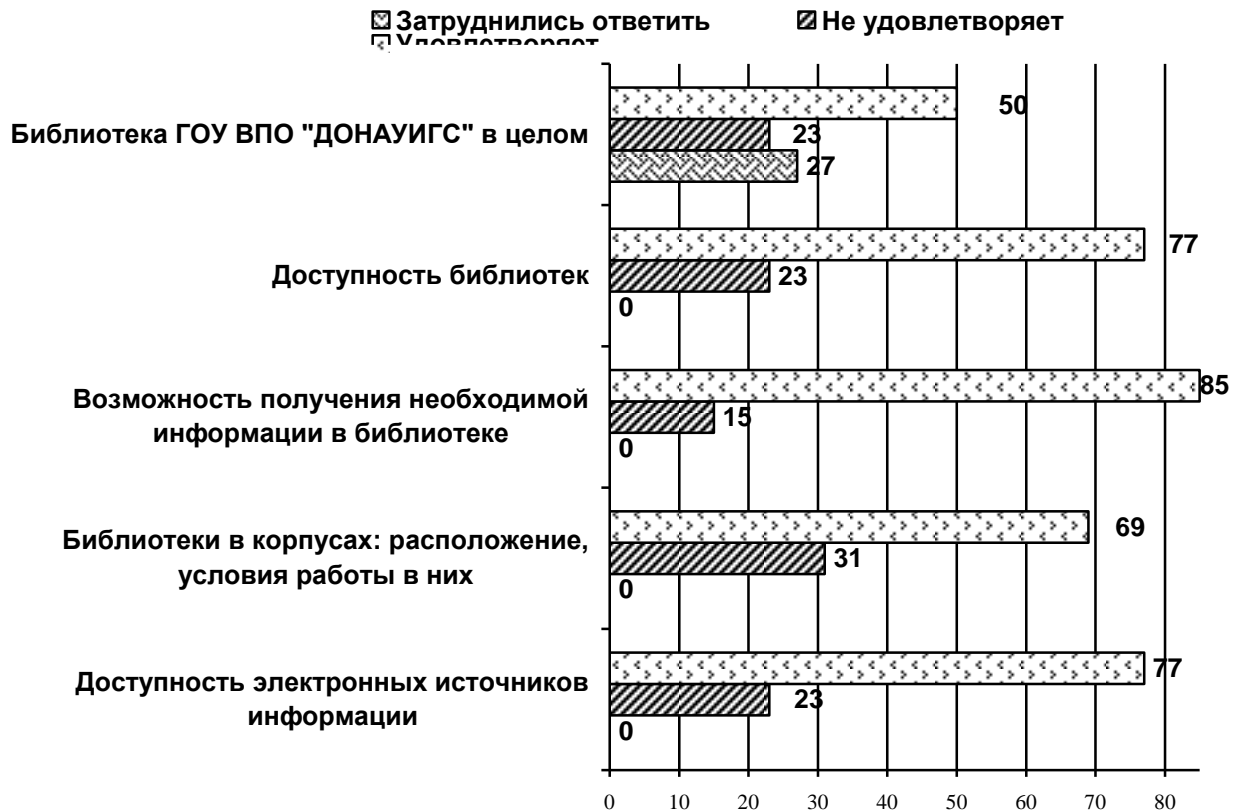 Затруднились ответить Не удовлетворяет
Удовлетворяет
50
Библиотека ГОУ ВПО "ДОНАУИГС" в целом 23
27
77
Доступность библиотек 23
0
85
Возможность получения необходимой 15
информации в библиотеке
0
69
Библиотеки в корпусах: расположение,
31
условия работы в них
0
77
Доступность электронных источников
23
информации
0
0 10 20 30 40 50 60 70 80